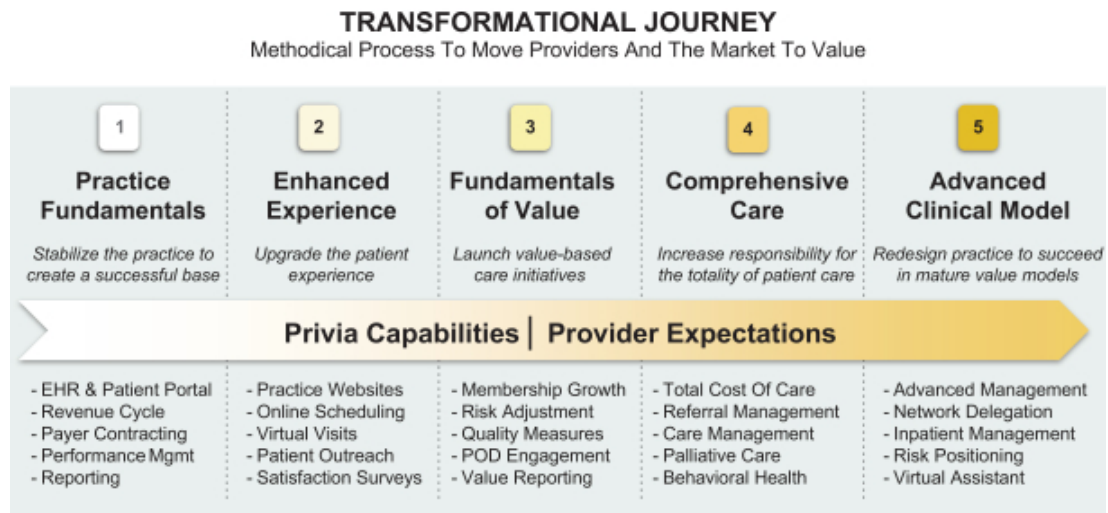 TRANSFORMATIONAL JOURNEY
Methodical Process To Move Providers And The Market To Value
1
Practice
Fundamentals
Stabilize the practice to
create a successful base
2
Enhanced
Experience
Upgrade the patient
experience
3
Fundamentals
of Value
Launch value-based
care initiatives
4
Comprehensive
Care
Increase responsibility for
the totality of patient care
5
Advanced
Clinical Model
Redesign practice to succeed
in mature value models
Privia Capabilities | Provider Expectations
- EHR & Patient Portal
- Revenue Cycle
- Payer Contracting
- Performance Mgmt
- Reporting
- Practice Websites
- Online Scheduling
- Virtual Visits
- Patient Outreach
- Satisfaction Surveys
- Membership Growth
- Risk Adjustment
- Quality Measures
- POD Engagement
- Value Reporting
- Total Cost Of Care
- Referral Management
- Care Management
- Palliative Care
- Behavioral Health
- Advanced Management
- Network Delegation
- Inpatient Management
- Risk Positioning
- Virtual Assistant